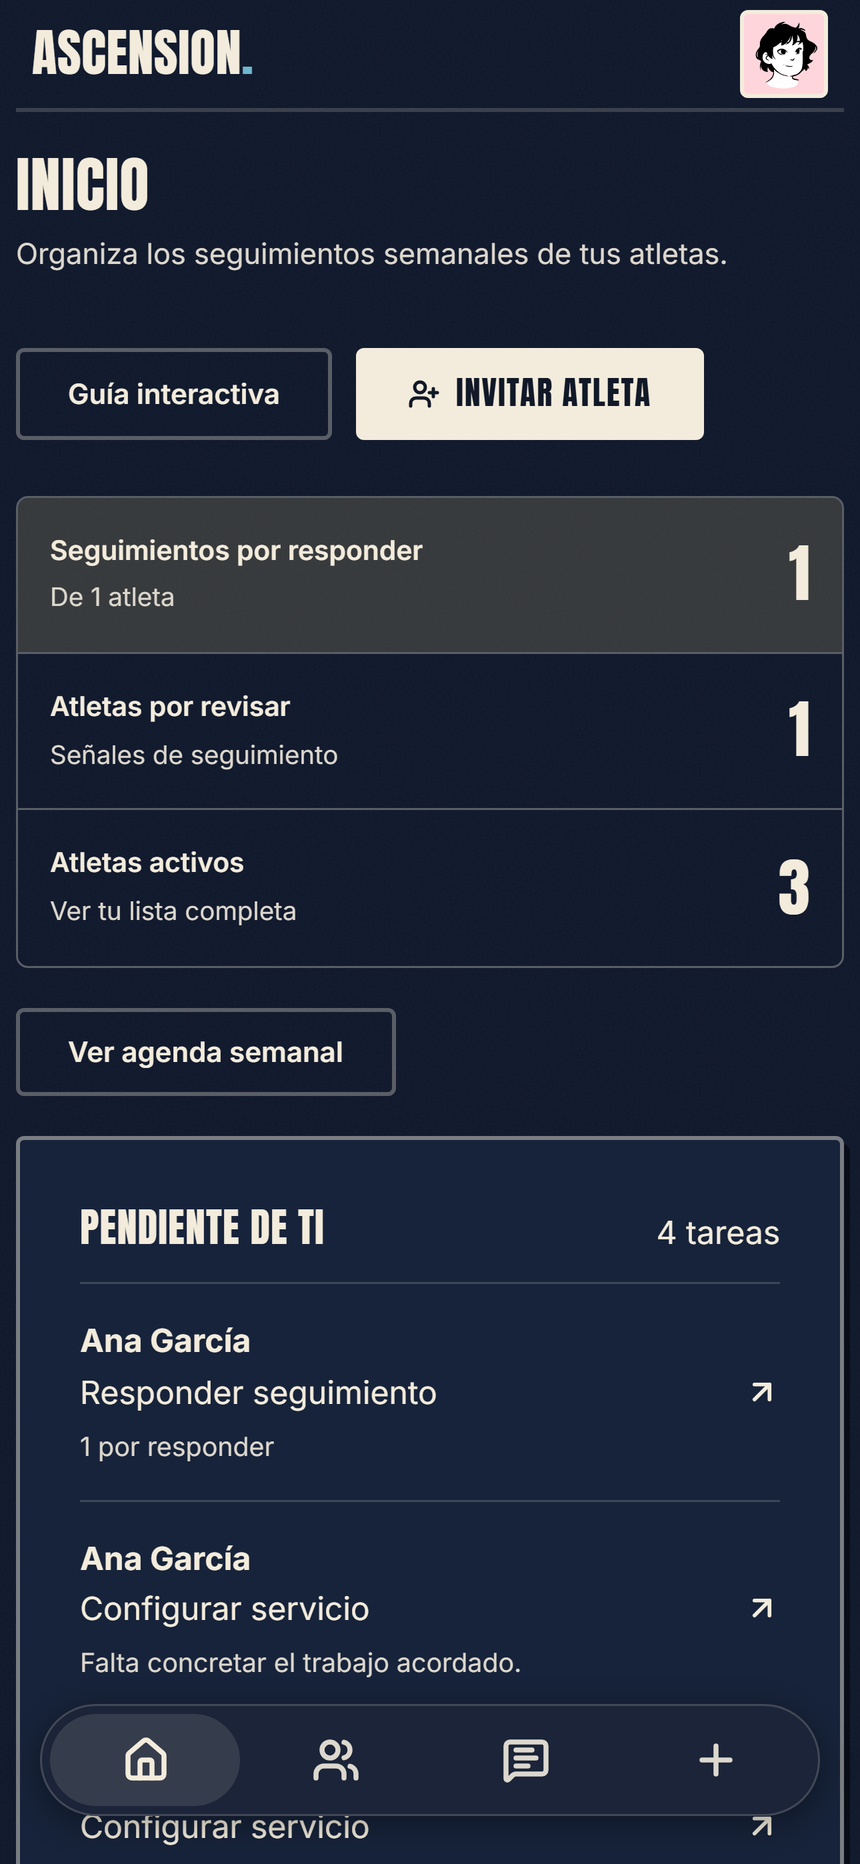 ASCENSION.
INICIO
Organiza los seguimientos semanales de tus atletas.
Guía interactiva
INVITAR ATLETA
Seguimientos por responder
De 1 atleta
1
Atletas por revisar
Señales de seguimiento
1
Atletas activos
Ver tu lista completa
3
Ver agenda semanal
PENDIENTE DE TI
4 tareas
Ana García
Responder seguimiento
1 por responder
Ana García
Configurar servicio
Falta concretar el trabajo acordado.
Configurar servicio